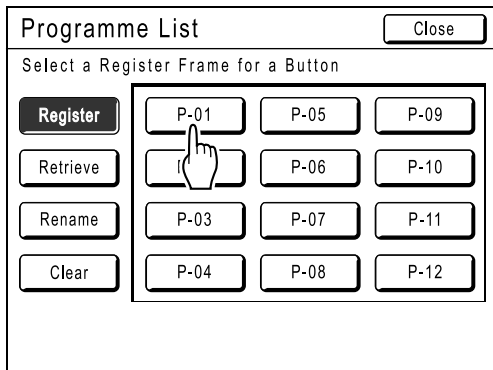 Programme List Close
Select a Register Frame for a Button
Register P-01 P-05 P-09
Retrieve P-06 P-10
Rename P-03 P-07 P-11
Clear P-04 P-08 P-12